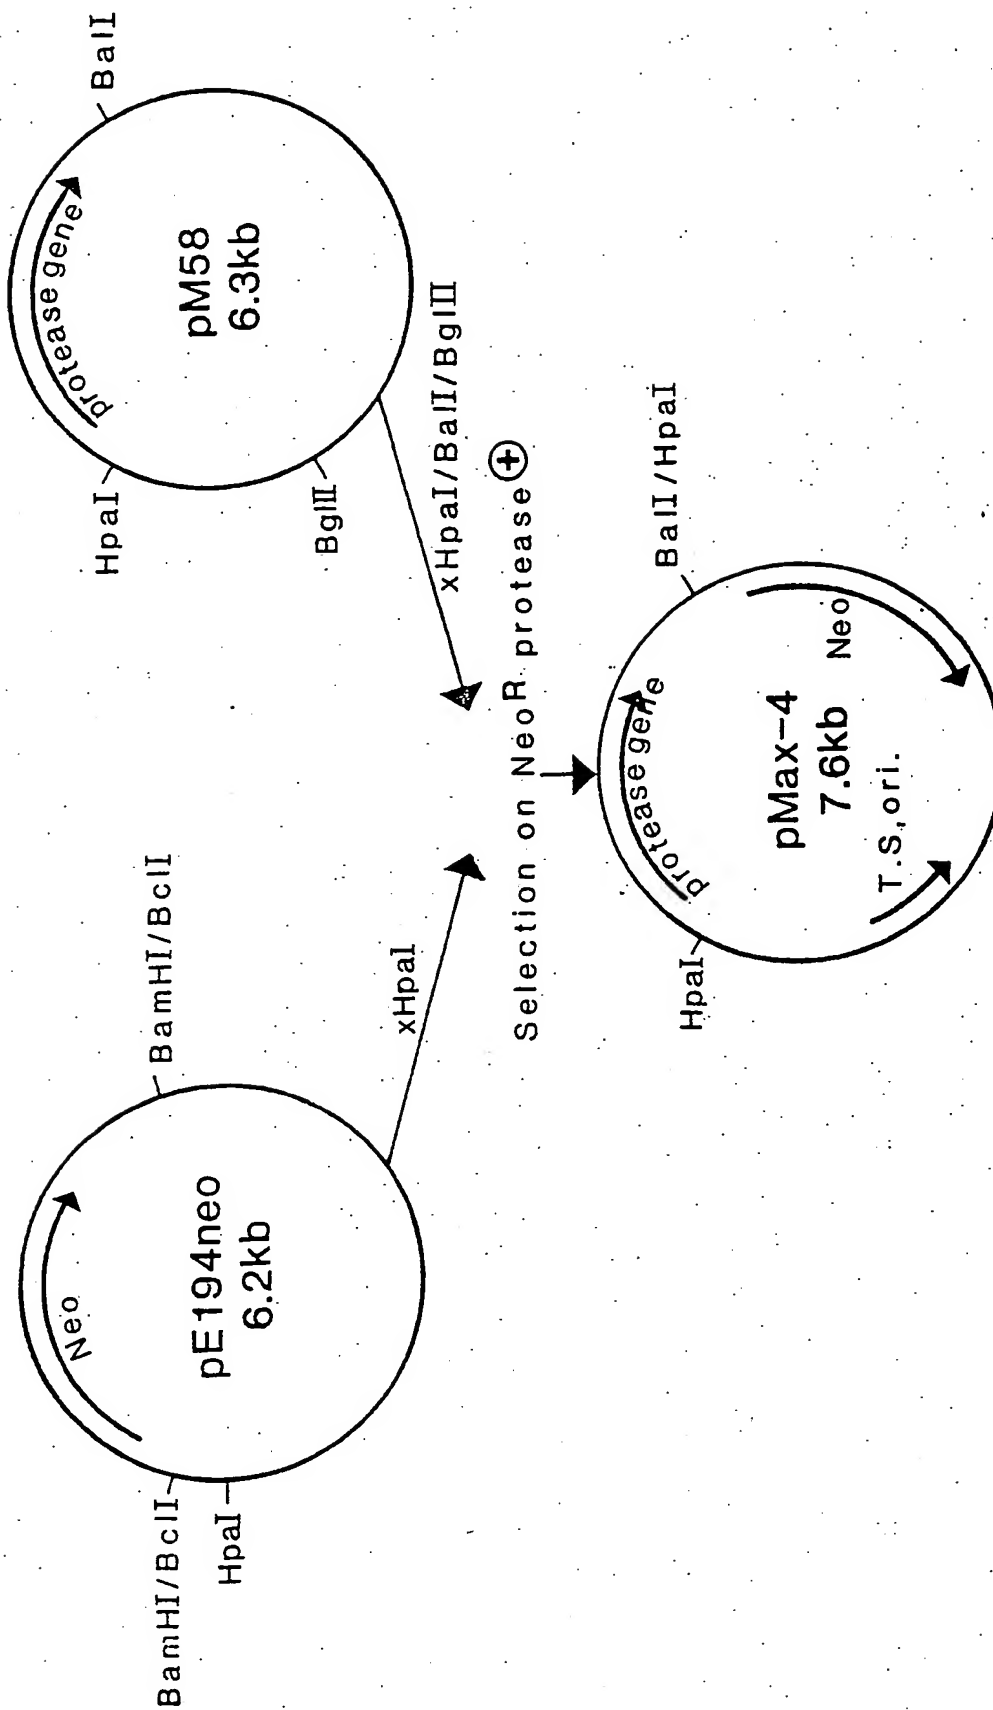 Neo
pE194neo
6.2kb
BamHI/BclI
HpaI
BamHI/BclI
xHpaI
protease gene
pM58
6.3kb
HpaI
BalI
BglII
xHpaI/BalI/BglII
Selection on NeoR protease +
protease gene
pMax-4
7.6kb
HpaI
BalI/HpaI
Neo
T.S.,ori.